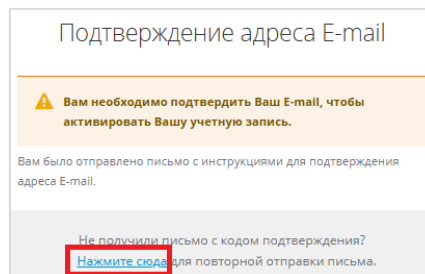 Подтверждение адреса E-mail
Вам необходимо подтвердить Ваш E-mail, чтобы
активировать Вашу учетную запись.
Вам было отправлено письмо с инструкциями для подтверждения
адреса E-mail.
Не получили письмо с кодом подтверждения?
Нажмите сюда для повторной отправки письма.